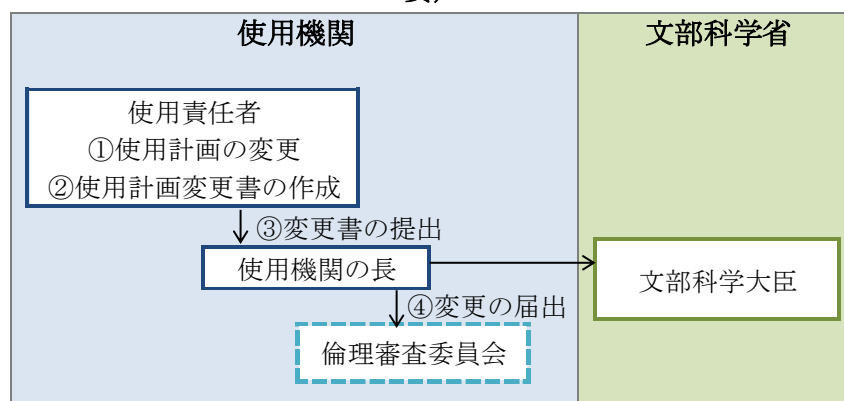 使用機関
文部科学省
使用責任者
①使用計画の変更
②使用計画変更書の作成
③変更書の提出
使用機関の長
文部科学大臣
④変更の届出
倫理審査委員会